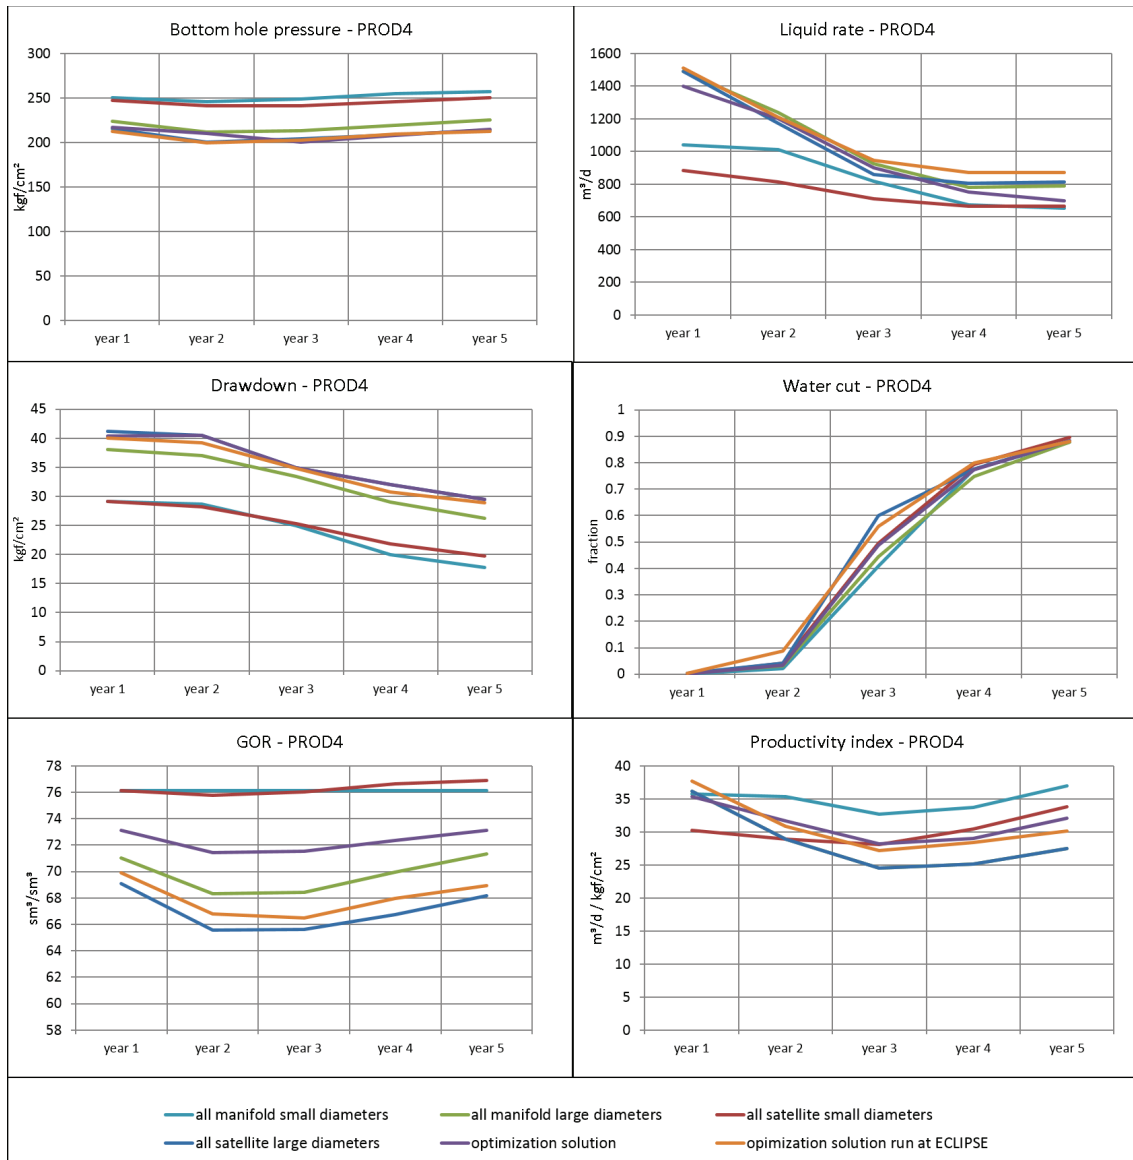 Bottom hole pressure - PROD4
300
250
200
150
100
50
0
kgf/cm²
year 1 year 2 year 3 year 4 year 5
Liquid rate - PROD4
1600
1400
1200
1000
800
600
400
200
0
m³/d
year 1 year 2 year 3 year 4 year 5
Drawdown - PROD4
45
40
35
30
25
20
15
10
5
0
kgf/cm²
year 1 year 2 year 3 year 4 year 5
Water cut - PROD4
1
0.9
0.8
0.7
0.6
0.5
0.4
0.3
0.2
0.1
0
fraction
year 1 year 2 year 3 year 4 year 5
GOR - PROD4
78
76
74
72
70
68
66
64
62
60
58
sm³/sm³
year 1 year 2 year 3 year 4 year 5
Productivity index - PROD4
40
35
30
25
20
15
10
5
0
m³/d / kgf/cm²
year 1 year 2 year 3 year 4 year 5
all manifold small diameters all manifold large diameters all satellite small diameters
all satellite large diameters optimization solution opimization solution run at ECLIPSE